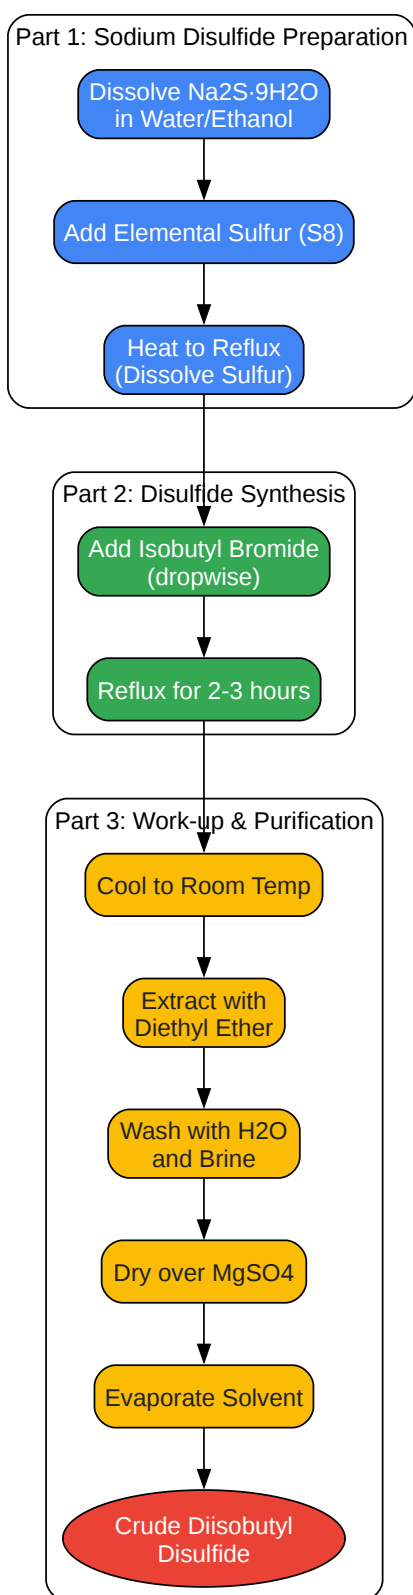 Part 1: Sodium Disulfide Preparation
Dissolve Na2S·9H2O
in Water/Ethanol
Add Elemental Sulfur (S8)
Heat to Reflux
(Dissolve Sulfur)
Part 2: Disulfide Synthesis
Add Isobutyl Bromide
(dropwise)
Reflux for 2-3 hours
Part 3: Work-up & Purification
Cool to Room Temp
Extract with
Diethyl Ether
Wash with H2O
and Brine
Dry over MgSO4
Evaporate Solvent
Crude Diisobutyl
Disulfide